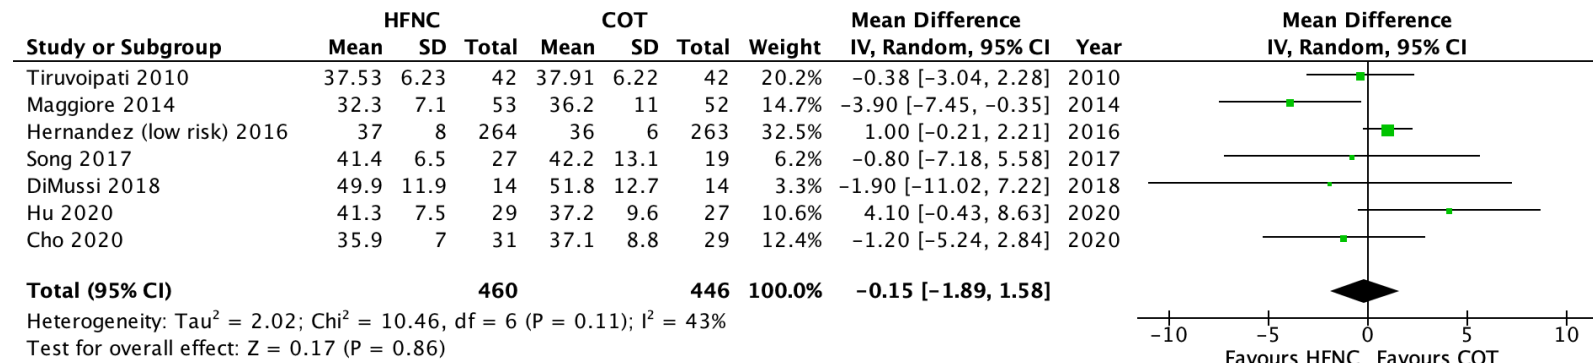 HFNC COT Mean Difference Mean Difference
Study or Subgroup Mean SD Total Mean SD Total Weight IV, Random, 95% CI Year IV, Random, 95% CI
Tiruvoipati 2010 37.53 6.23 42 37.91 6.22 42 20.2% −0.38 [−3.04, 2.28] 2010
Maggiore 2014 32.3 7.1 53 36.2 11 52 14.7% −3.90 [−7.45, −0.35] 2014
Hernandez (low risk) 2016 37 8 264 36 6 263 32.5% 1.00 [−0.21, 2.21] 2016
Song 2017 41.4 6.5 27 42.2 13.1 19 6.2% −0.80 [−7.18, 5.58] 2017
DiMussi 2018 49.9 11.9 14 51.8 12.7 14 3.3% −1.90 [−11.02, 7.22] 2018
Hu 2020 41.3 7.5 29 37.2 9.6 27 10.6% 4.10 [−0.43, 8.63] 2020
Cho 2020 35.9 7 31 37.1 8.8 29 12.4% −1.20 [−5.24, 2.84] 2020
Total (95% CI) 460 446 100.0% −0.15 [−1.89, 1.58]
Heterogeneity: Tau² = 2.02; Chi² = 10.46, df = 6 (P = 0.11); I² = 43%
Test for overall effect: Z = 0.17 (P = 0.86)
−10 −5 0 5 10
Favours HFNC Favours COT